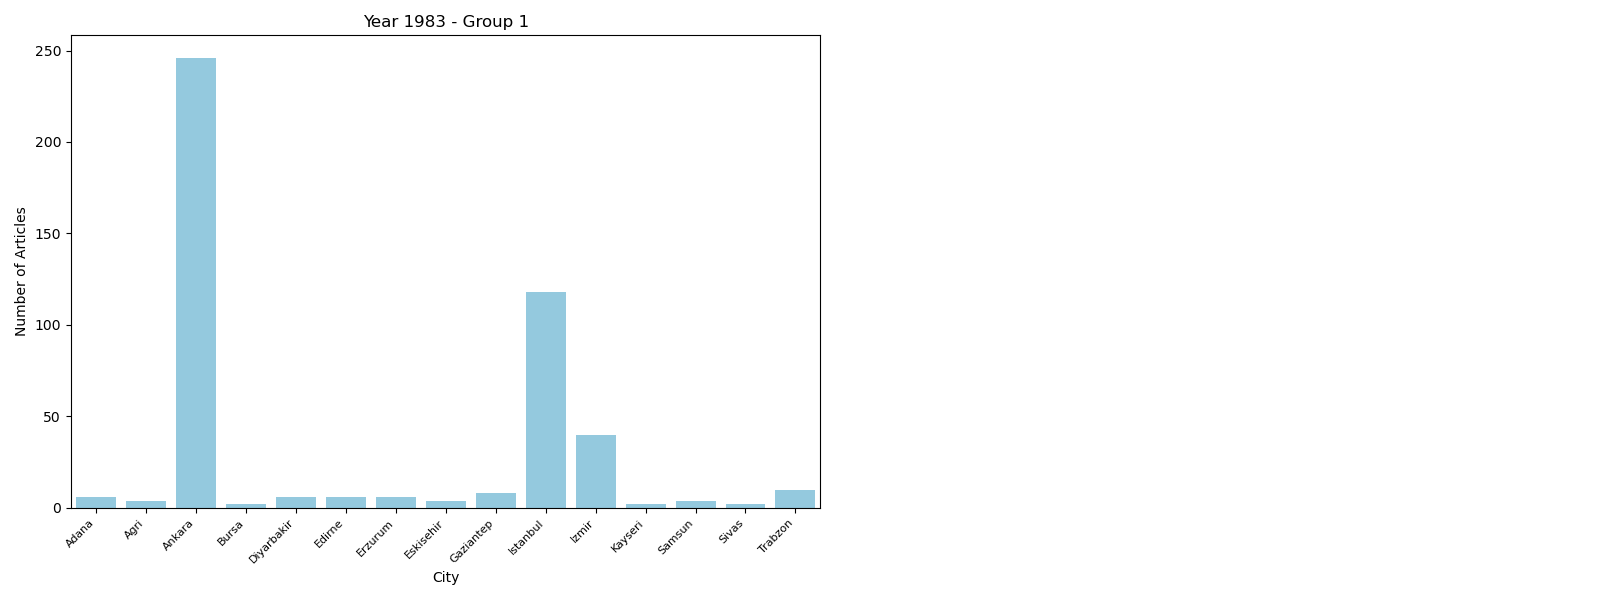 Year 1983 - Group 1
Number of Articles
250
200
150
100
50
0
Adana
Agri
Ankara
Bursa
Diyarbakir
Edirne
Erzurum
Eskisehir
Gaziantep
Istanbul
Izmir
Kayseri
Samsun
Sivas
Trabzon
City